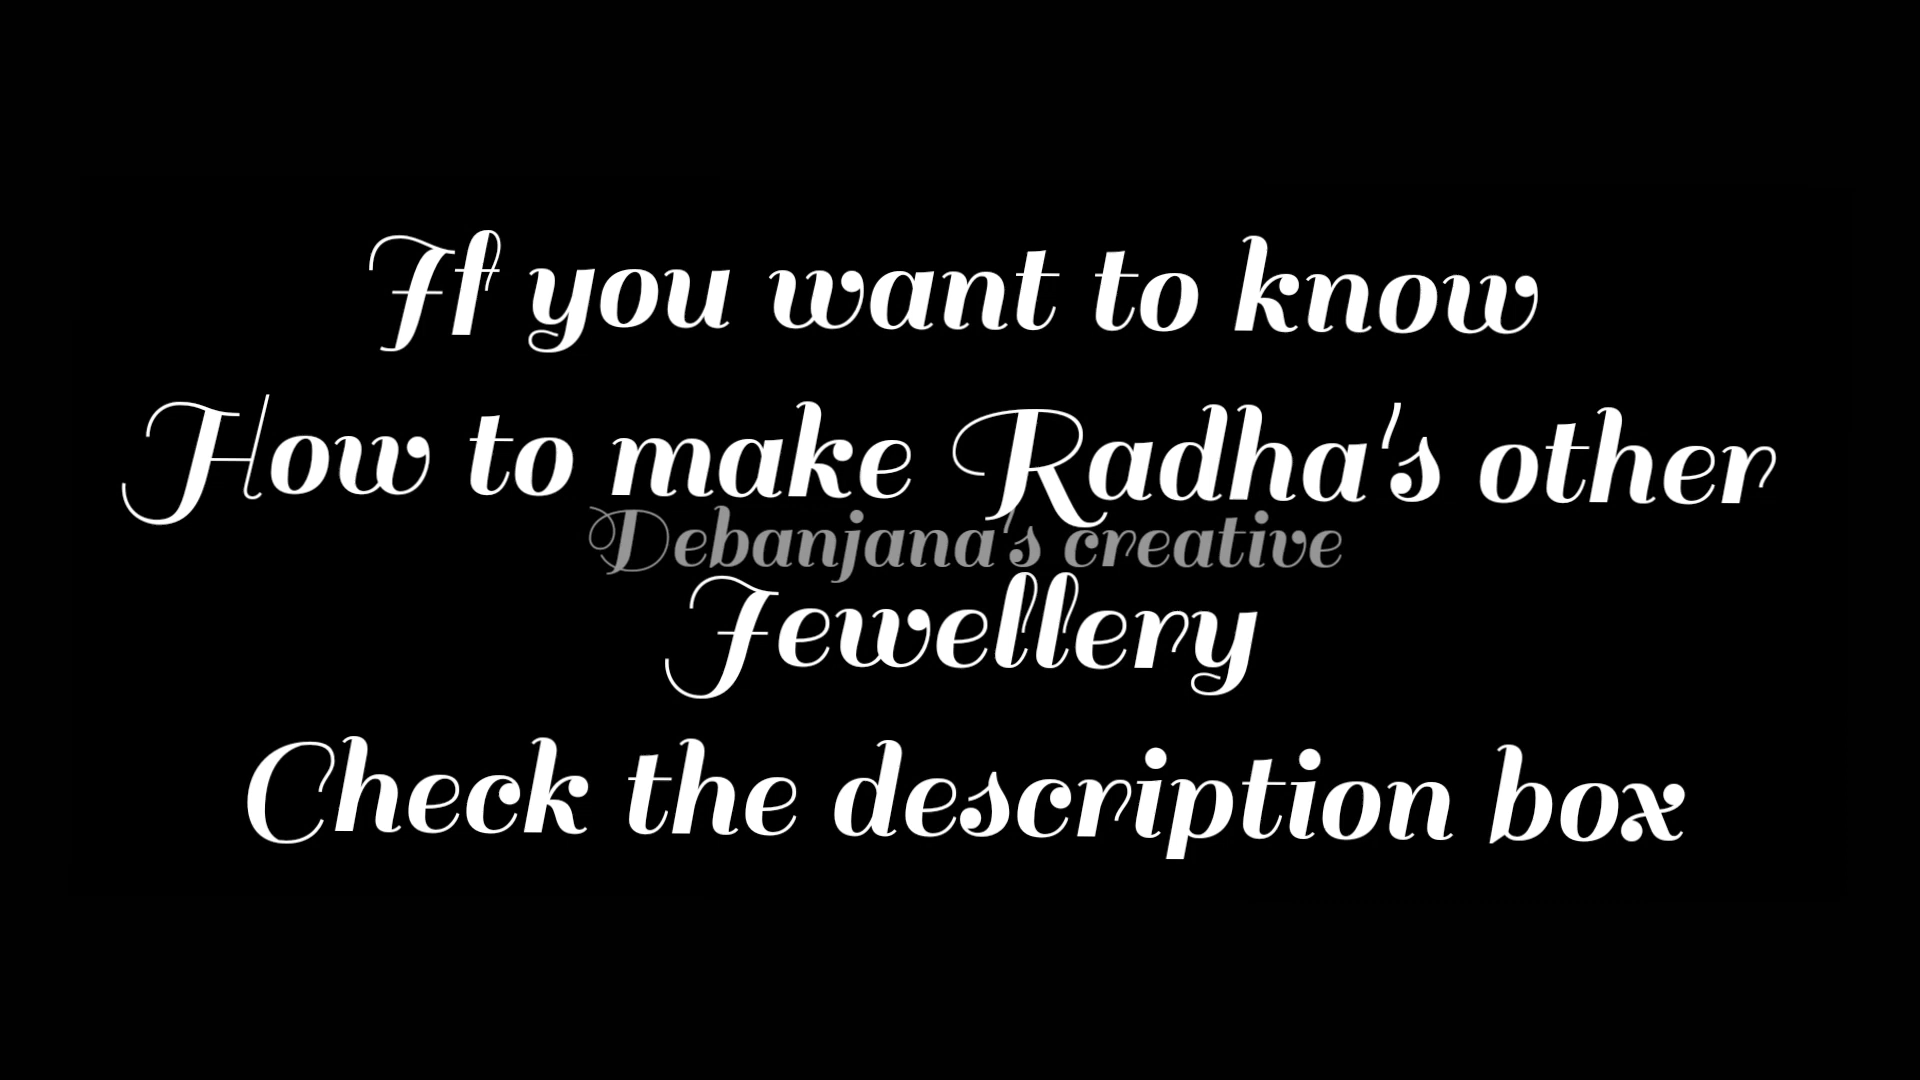 If you want to know
How to make Radha's other
Debanjana's creative
Jewellery
Check the description box